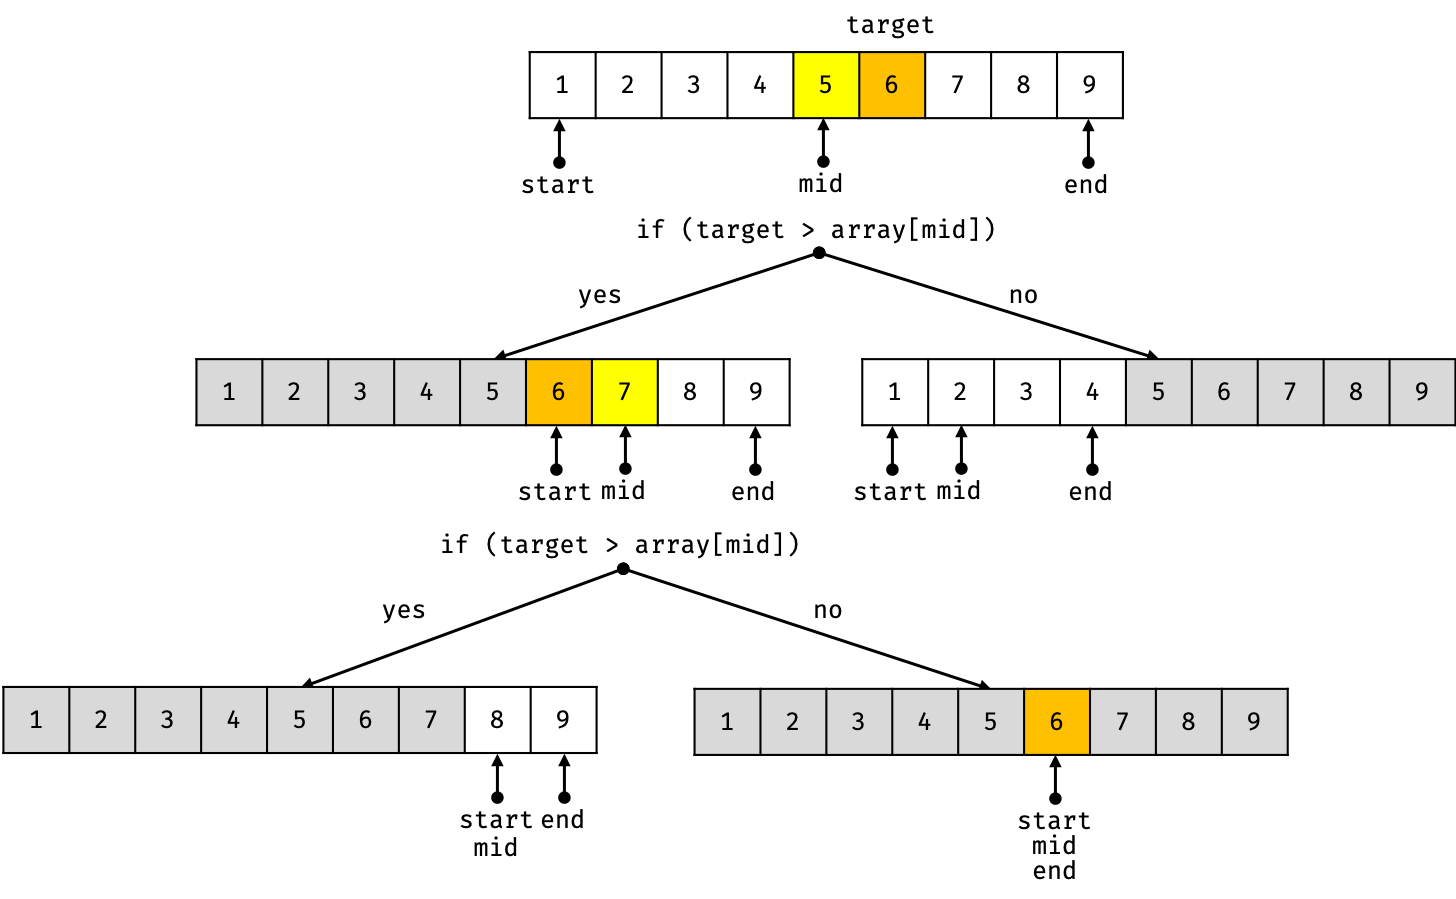 target
1 2 3 4 5 6 7 8 9
start mid end
if (target > array[mid])
yes no
1 2 3 4 5 6 7 8 9
1 2 3 4 5 6 7 8 9
start mid end
start mid end
if (target > array[mid])
yes no
1 2 3 4 5 6 7 8 9
1 2 3 4 5 6 7 8 9
start end
mid
start
mid
end